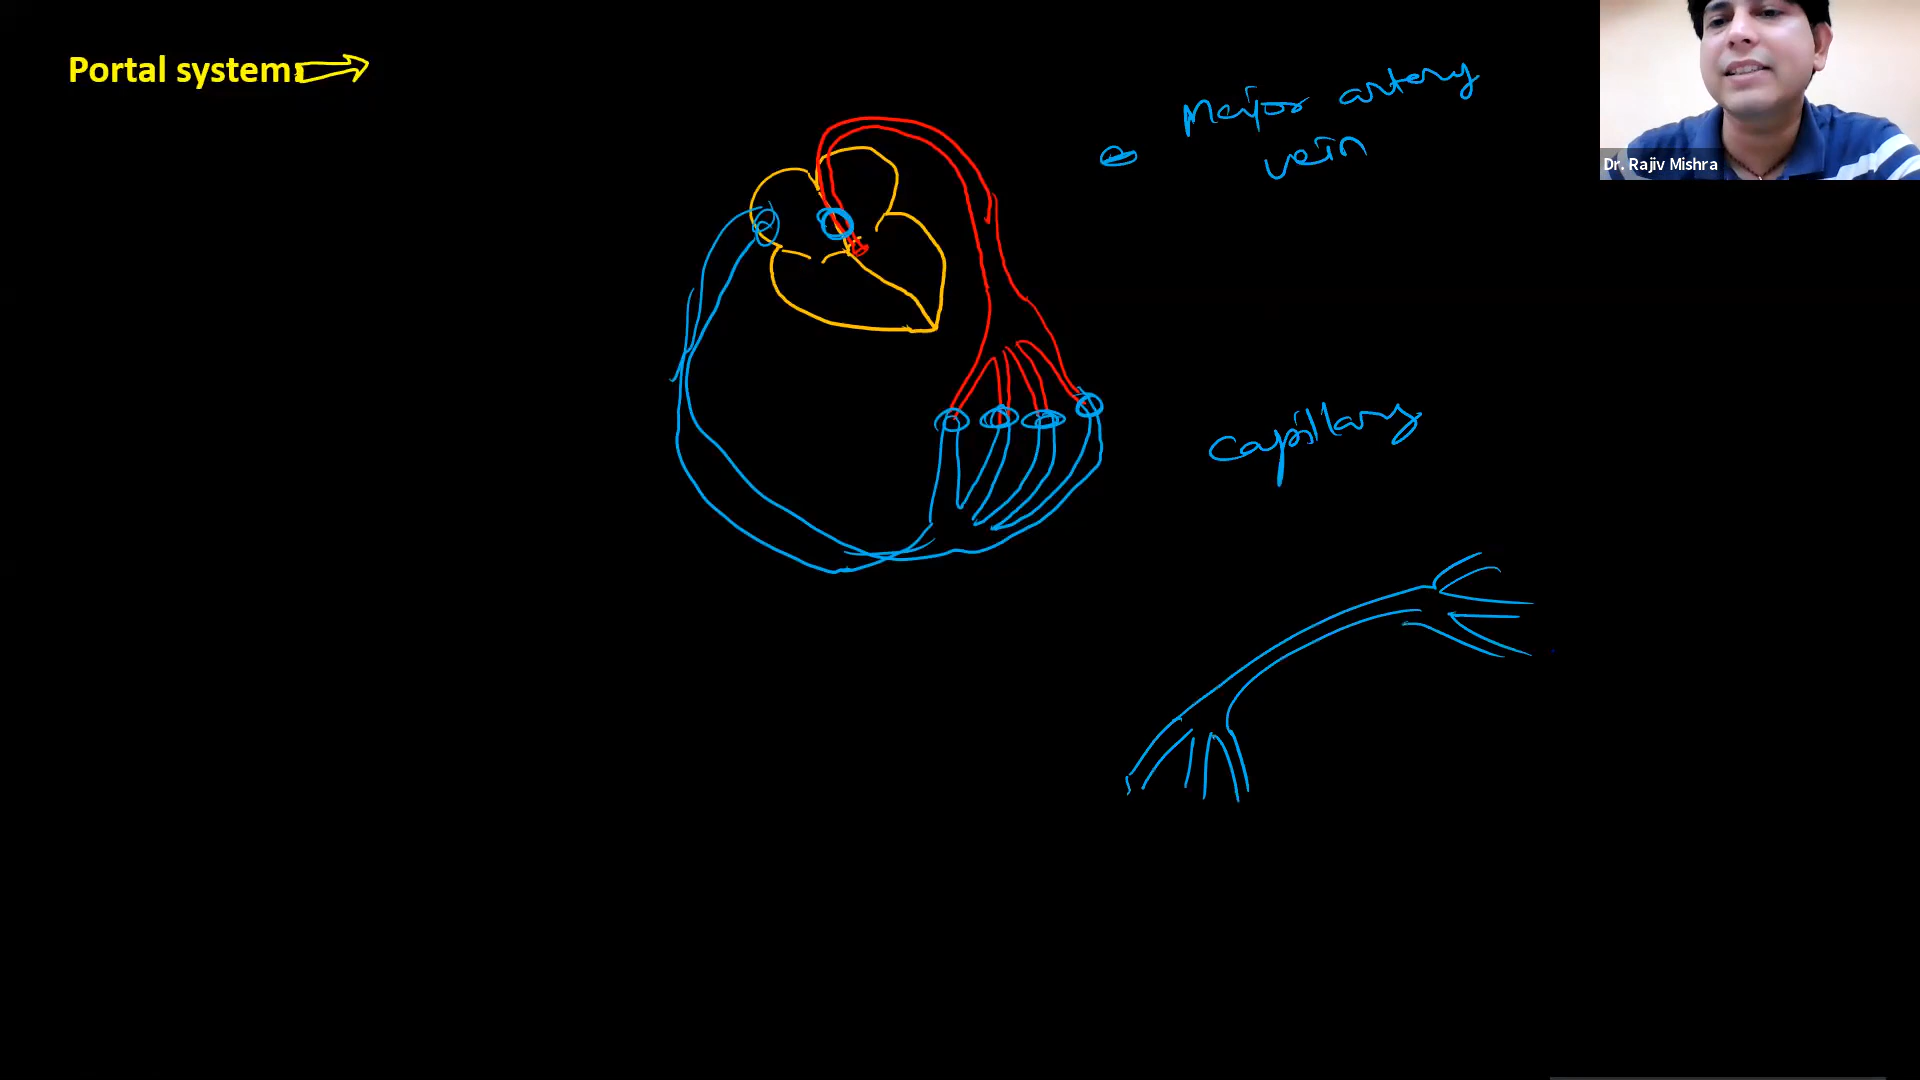 Portal system
Major artery
vein
capillary
Dr. Rajiv Mishra